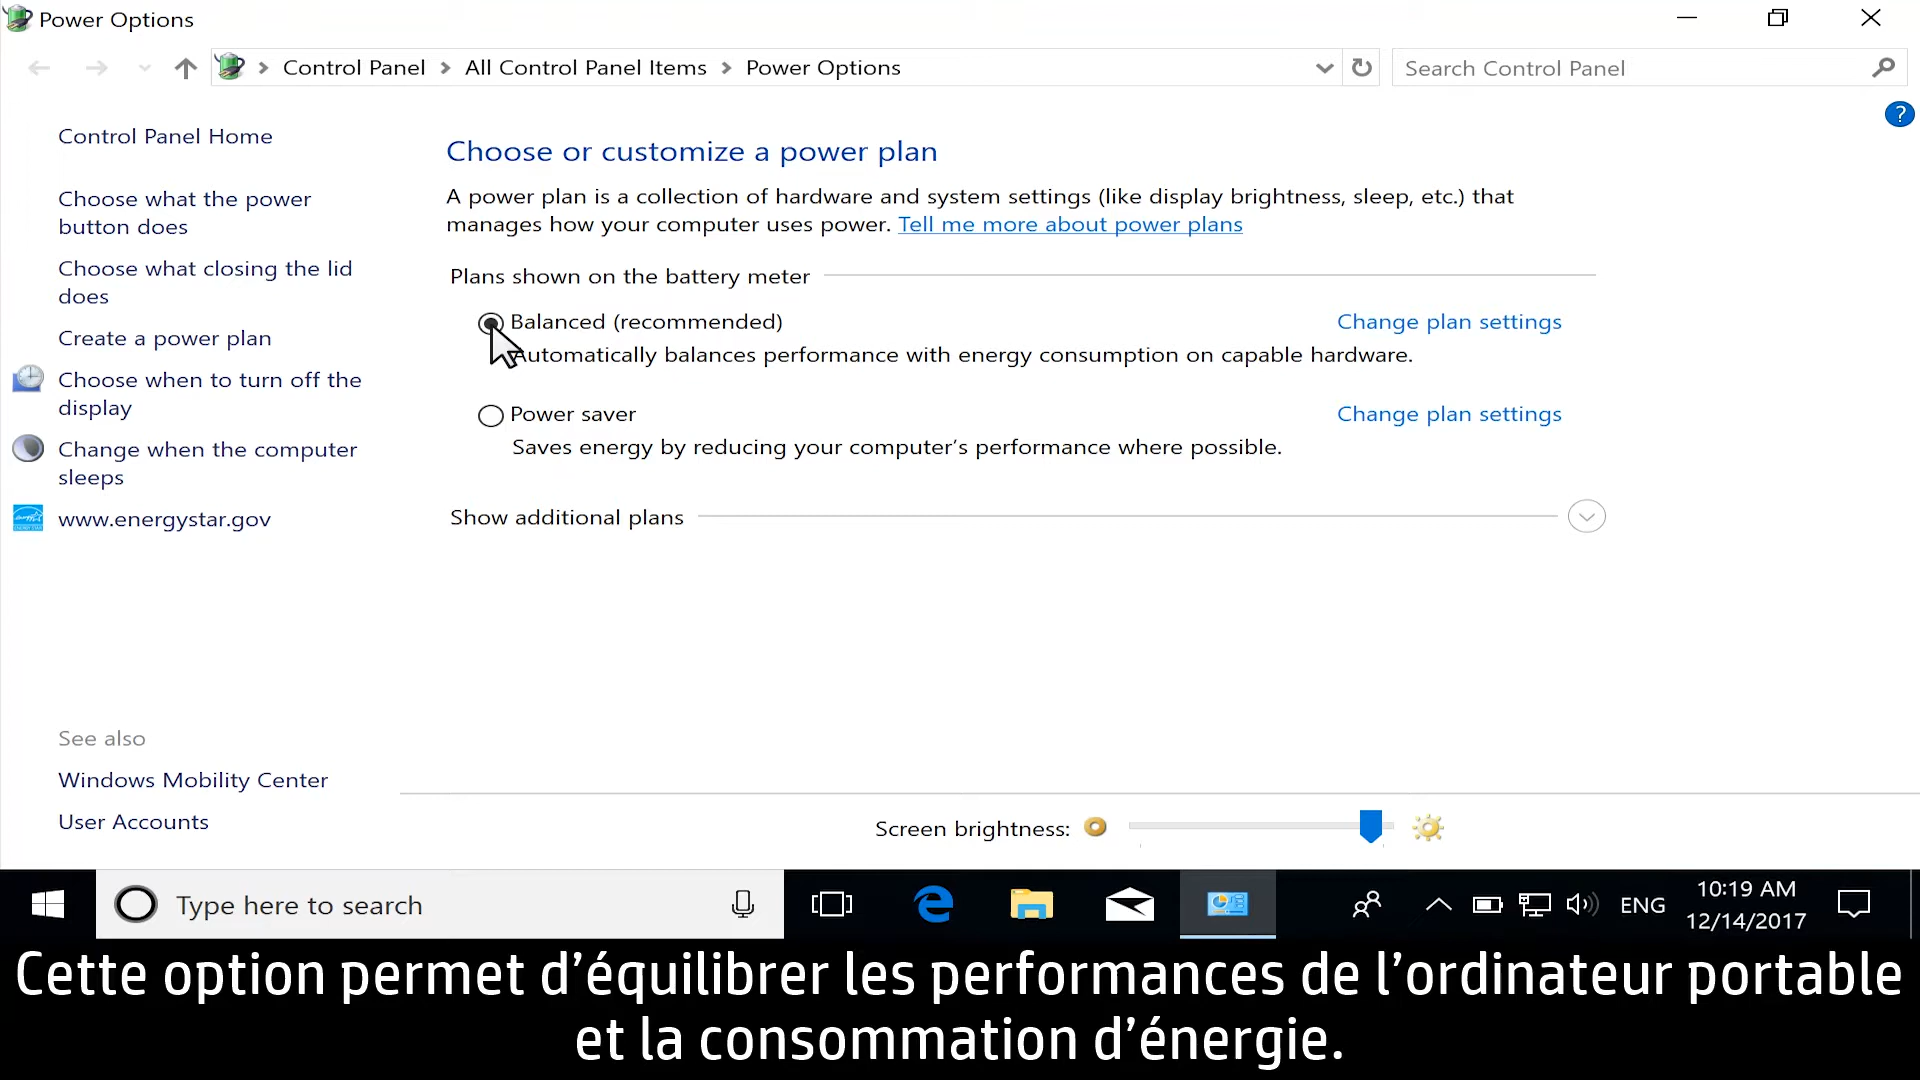 Power Options
Control Panel
All Control Panel Items
Power Options
Search Control Panel
?
Control Panel Home
Choose what the power
button does
Choose what closing the lid
does
Create a power plan
Choose when to turn off the
display
Change when the computer
sleeps
www.energystar.gov
Choose or customize a power plan
A power plan is a collection of hardware and system settings (like display brightness, sleep, etc.) that
manages how your computer uses power. Tell me more about power plans
Plans shown on the battery meter
Balanced (recommended)
Change plan settings
Automatically balances performance with energy consumption on capable hardware.
Power saver
Change plan settings
Saves energy by reducing your computer's performance where possible.
Show additional plans
See also
Windows Mobility Center
User Accounts
Screen brightness:
Type here to search
ENG
10:19 AM
12/14/2017
Cette option permet d'équilibrer les performances de l'ordinateur portable
et la consommation d'énergie.